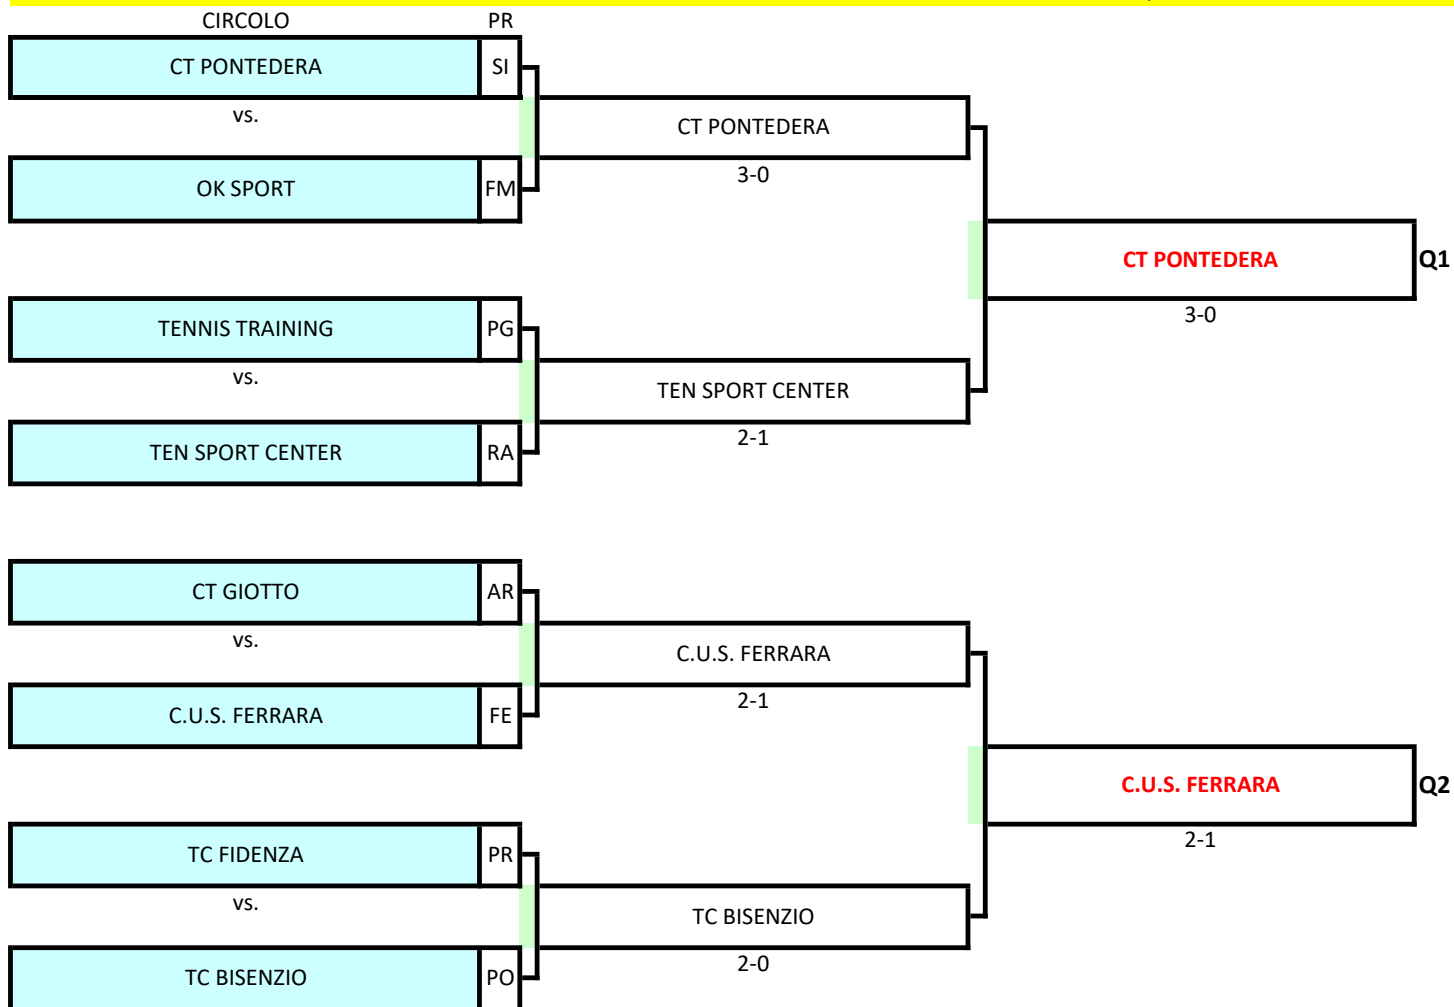 CIRCOLO PR
CT PONTEDERA SI
vs.
CT PONTEDERA
3-0
OK SPORT FM
CT PONTEDERA Q1
3-0
TENNIS TRAINING PG
vs.
TEN SPORT CENTER
2-1
TEN SPORT CENTER RA
CT GIOTTO AR
vs.
C.U.S. FERRARA
2-1
C.U.S. FERRARA FE
C.U.S. FERRARA Q2
2-1
TC FIDENZA PR
vs.
TC BISENZIO
2-0
TC BISENZIO PO